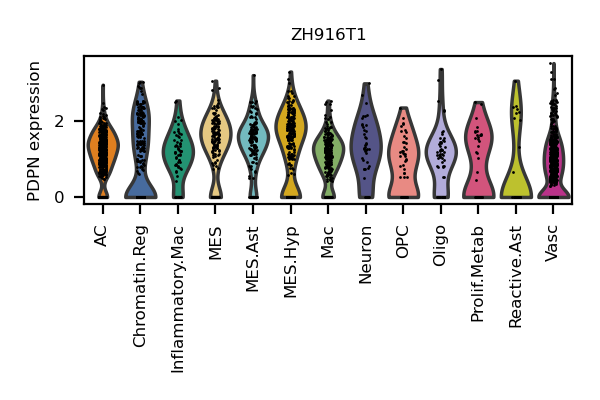 ZH916T1
PDPN expression
2
0
AC
Chromatin.Reg
Inflammatory.Mac
MES
MES.Ast
MES.Hyp
Mac
Neuron
OPC
Oligo
Prolif.Metab
Reactive.Ast
Vasc